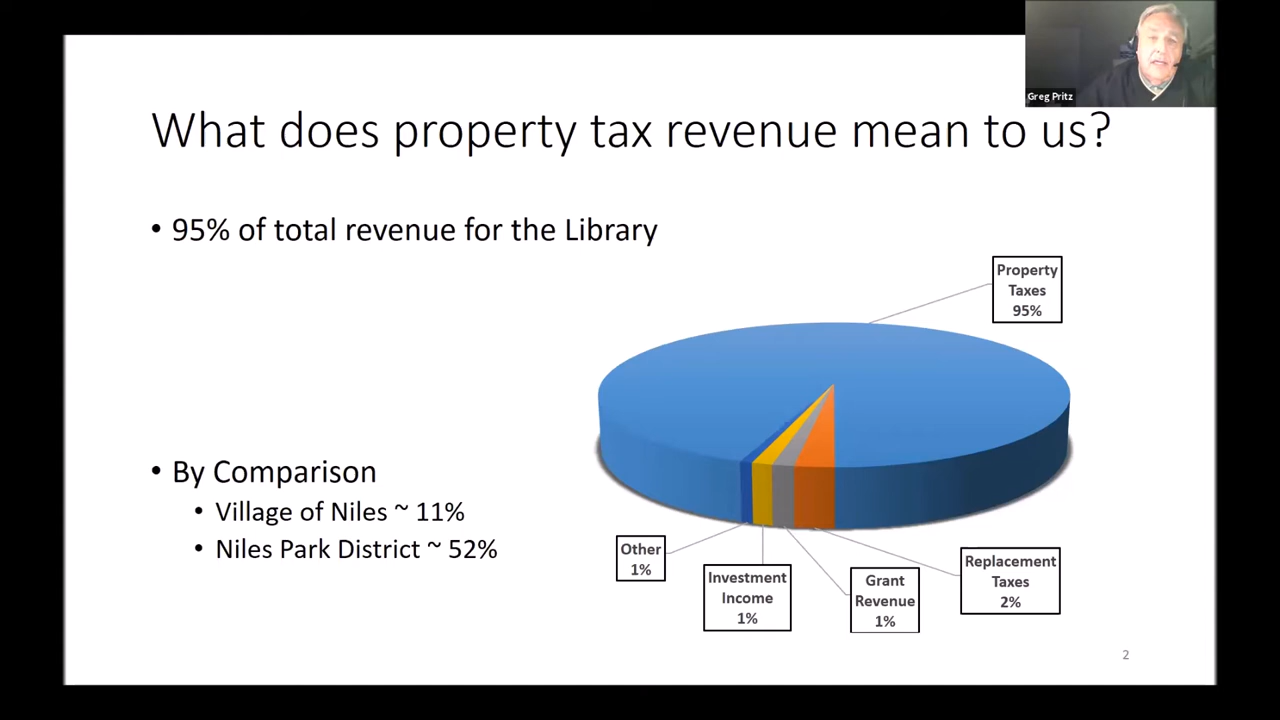 Greg Pritz
What does property tax revenue mean to us?
• 95% of total revenue for the Library
Property
Taxes
95%
• By Comparison
• Village of Niles ~ 11%
• Niles Park District ~ 52%
Other
1%
Investment
Income
1%
Grant
Revenue
1%
Replacement
Taxes
2%
2